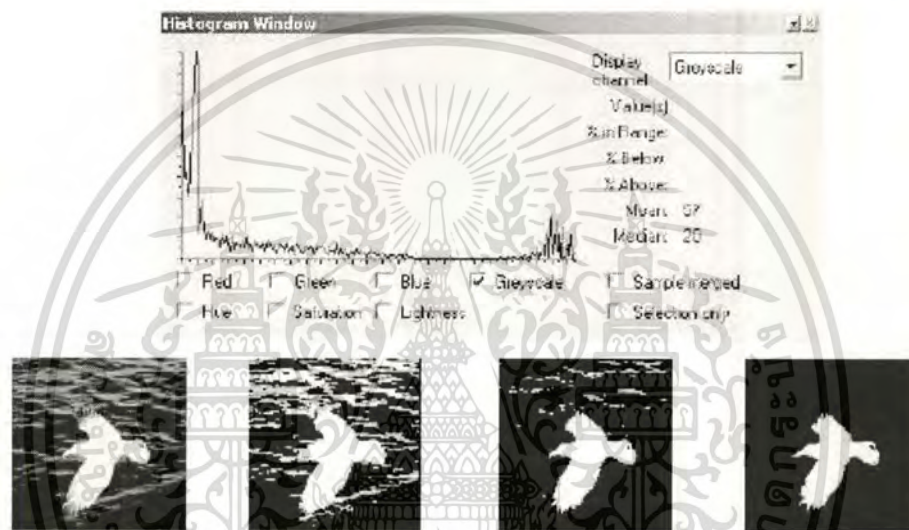 Histogram Window
Display channel
Greyscale
Value(s)
% in Range:
% Below:
% Above:
Mean: 57
Median: 20
Red Green Blue Greyscale Sample merged
Hue Saturation Lightness Selection only